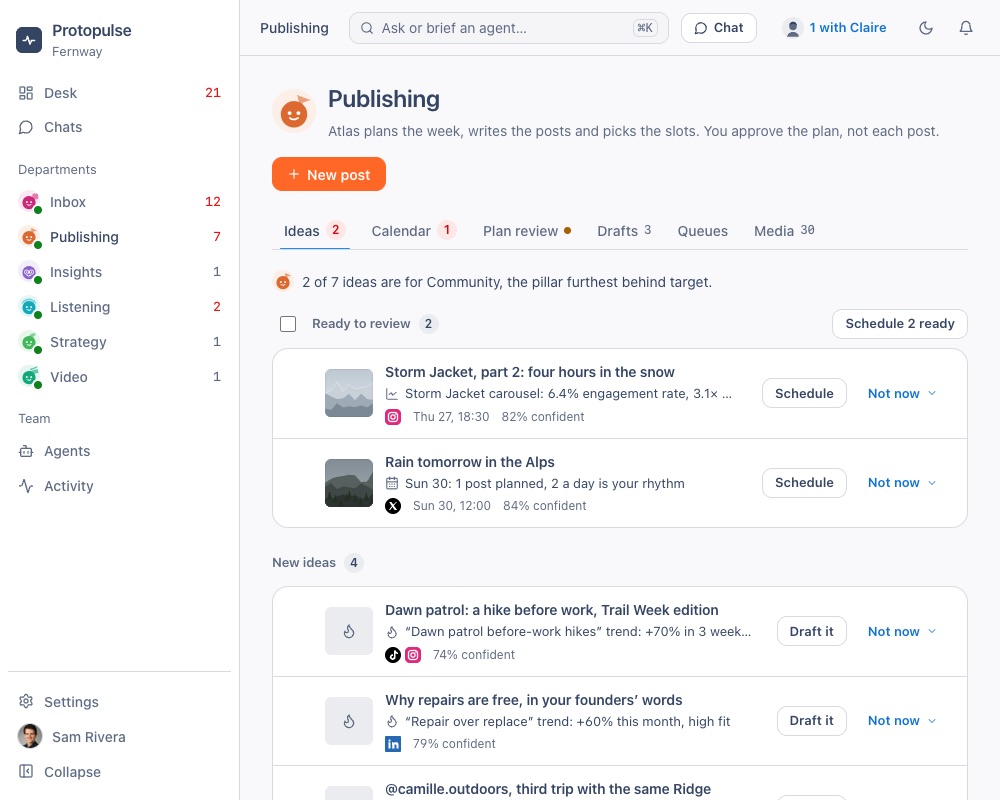 Protopulse
Fernway
Desk 21
Chats
Departments
Inbox 12
Publishing 7
Insights 1
Listening 2
Strategy 1
Video 1
Team
Agents
Activity
Settings
Sam Rivera
Collapse
Publishing
Ask or brief an agent...
⌘K
Chat
1 with Claire
Publishing
Atlas plans the week, writes the posts and picks the slots. You approve the plan, not each post.
+ New post
Ideas 2 Calendar 1 Plan review Drafts 3 Queues Media 30
2 of 7 ideas are for Community, the pillar furthest behind target.
Ready to review 2 Schedule 2 ready
Storm Jacket, part 2: four hours in the snow
Storm Jacket carousel: 6.4% engagement rate, 3.1× ...
Thu 27, 18:30 82% confident
Schedule Not now
Rain tomorrow in the Alps
Sun 30: 1 post planned, 2 a day is your rhythm
Sun 30, 12:00 84% confident
Schedule Not now
New ideas 4
Dawn patrol: a hike before work, Trail Week edition
“Dawn patrol before-work hikes” trend: +70% in 3 week...
74% confident
Draft it Not now
Why repairs are free, in your founders’ words
“Repair over replace” trend: +60% this month, high fit
in 79% confident
Draft it Not now
@camille.outdoors, third trip with the same Ridge